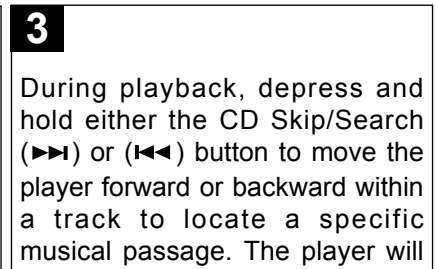 3
During playback, depress and
hold either the CD Skip/Search
(▶▶I) or (I◀◀) button to move the
player forward or backward within
a track to locate a specific
musical passage. The player will